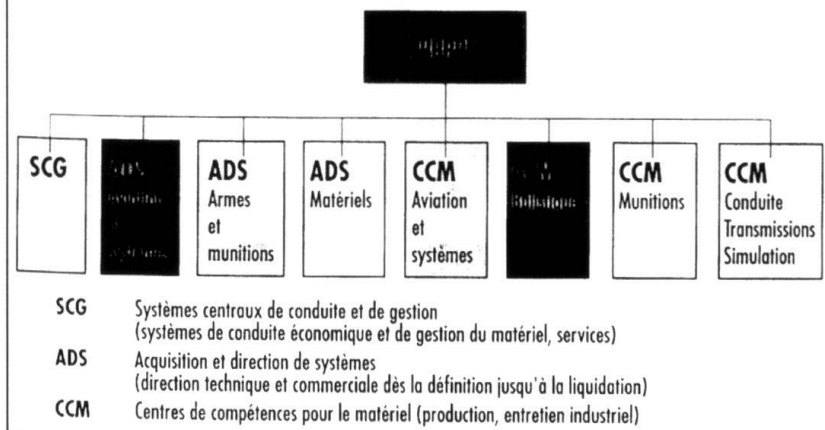 SCG
ADS
ADS
Armes
et
munitions
ADS
Matériels
CCM
Aviation
et
systèmes
CCM
CCM
Munitions
CCM
Conduite
Transmissions
Simulation
SCG Systèmes centraux de conduite et de gestion
(systèmes de conduite économique et de gestion du matériel, services)
ADS Acquisition et direction de systèmes
(direction technique et commerciale dès la définition jusqu'à la liquidation)
CCM Centres de compétences pour le matériel (production, entretien industriel)